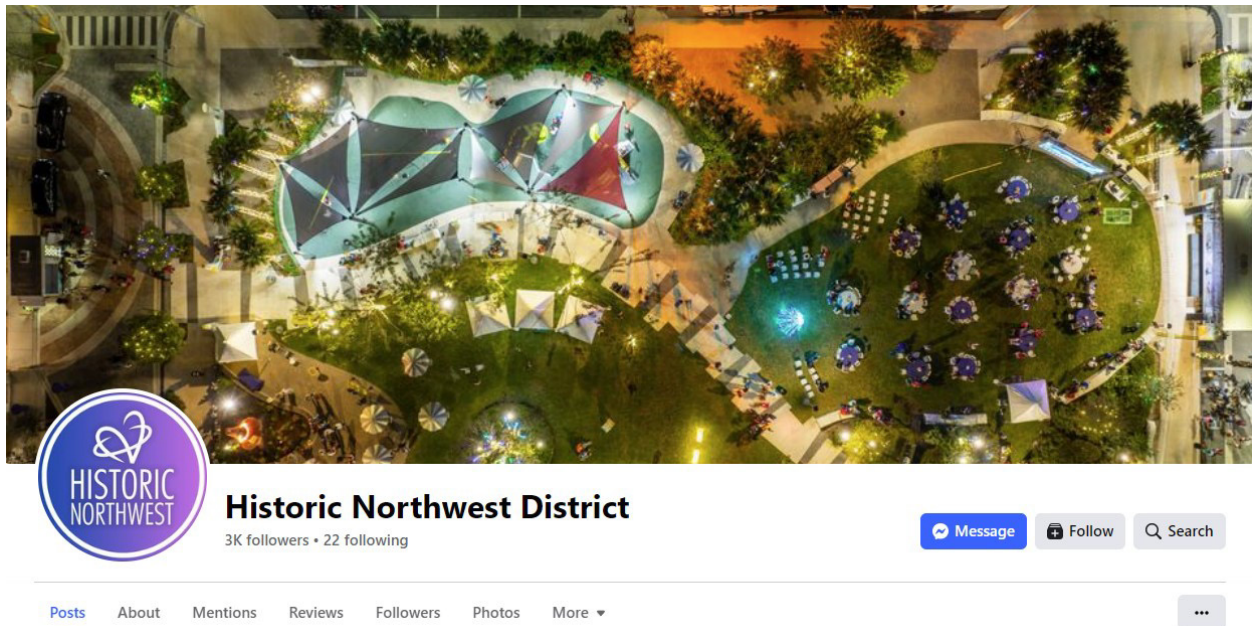 HISTORIC
NORTHWEST
Historic Northwest District
3K followers • 22 following
Message
Follow
Search
Posts
About
Mentions
Reviews
Followers
Photos
More